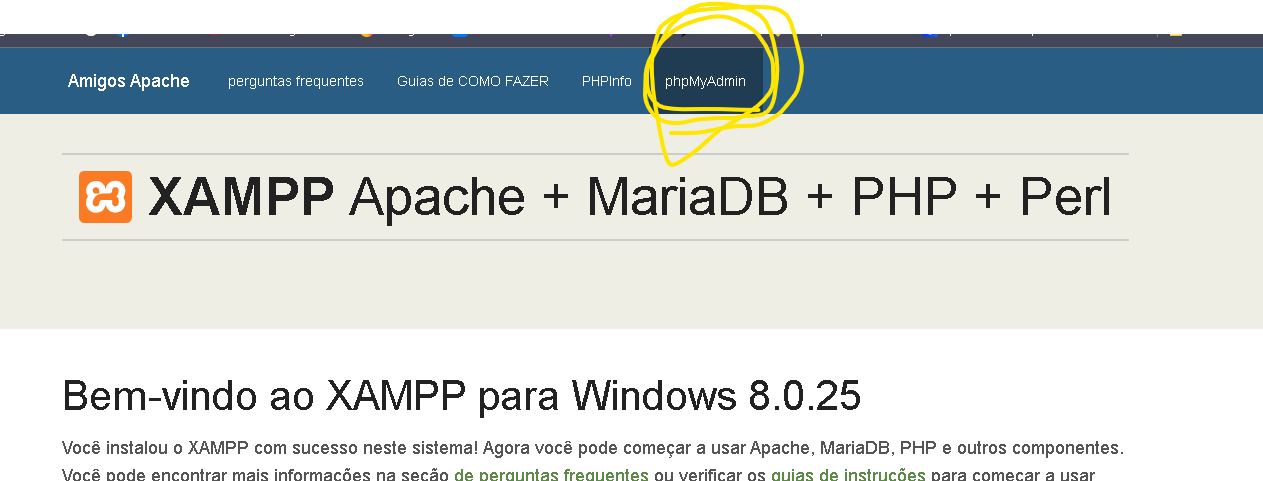 Amigos Apache perguntas frequentes Guias de COMO FAZER PHPInfo phpMyAdmin
XAMPP Apache + MariaDB + PHP + Perl
Bem-vindo ao XAMPP para Windows 8.0.25
Você instalou o XAMPP com sucesso neste sistema! Agora você pode começar a usar Apache, MariaDB, PHP e outros componentes.
Você pode encontrar mais informações na seção de perguntas frequentes ou verificar os guias de instruções para começar a usar